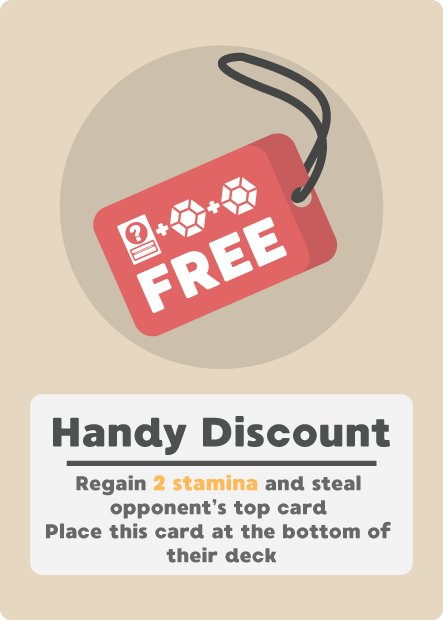 ?
FREE
Handy Discount
Regain 2 stamina and steal
opponent's top card
Place this card at the bottom of
their deck